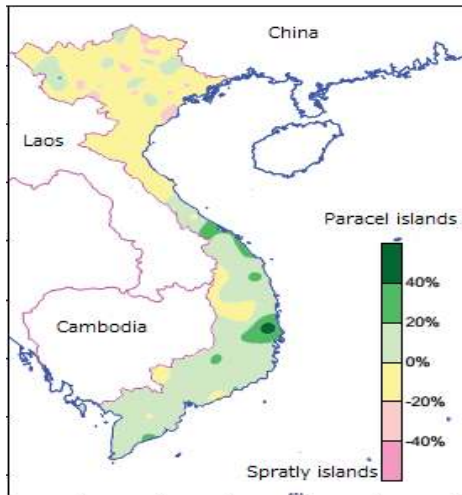 China
Laos
Paracel islands
40%
20%
Cambodia
0%
-20%
-40%
Spratly islands